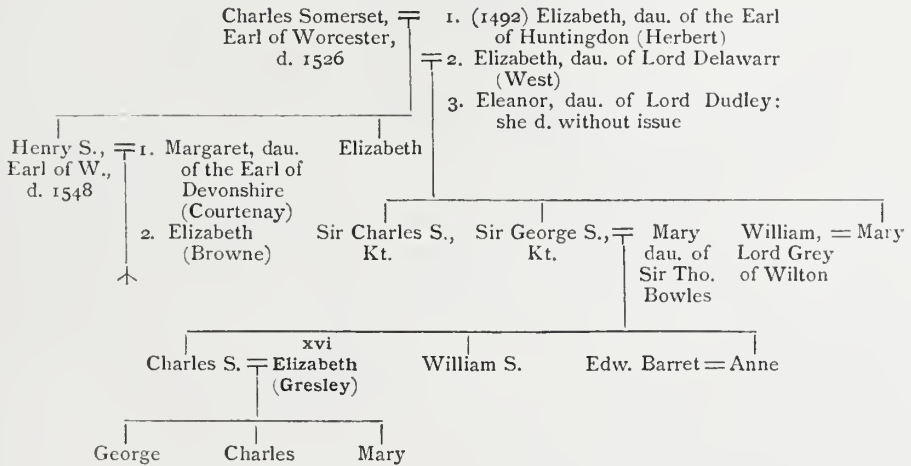 Charles Somerset, 
Earl of Worcester,
d. 1526
1. (1492) Elizabeth, dau. of the Earl
of Huntingdon (Herbert)
2. Elizabeth, dau. of Lord Delawarr
(West)
3. Eleanor, dau. of Lord Dudley:
she d. without issue
Henry S.,
Earl of W.,
d. 1548
1. Margaret, dau.
of the Earl of
Devonshire
(Courtenay)
2. Elizabeth
(Browne)
Elizabeth
Sir Charles S.,
Kt.
Sir George S.,
Kt.
Mary
dau. of
Sir Tho.
Bowles
William, = Mary
Lord Grey
of Wilton
xvi
Charles S. = Elizabeth
(Gresley)
William S.
Edw. Barret = Anne
George
Charles
Mary